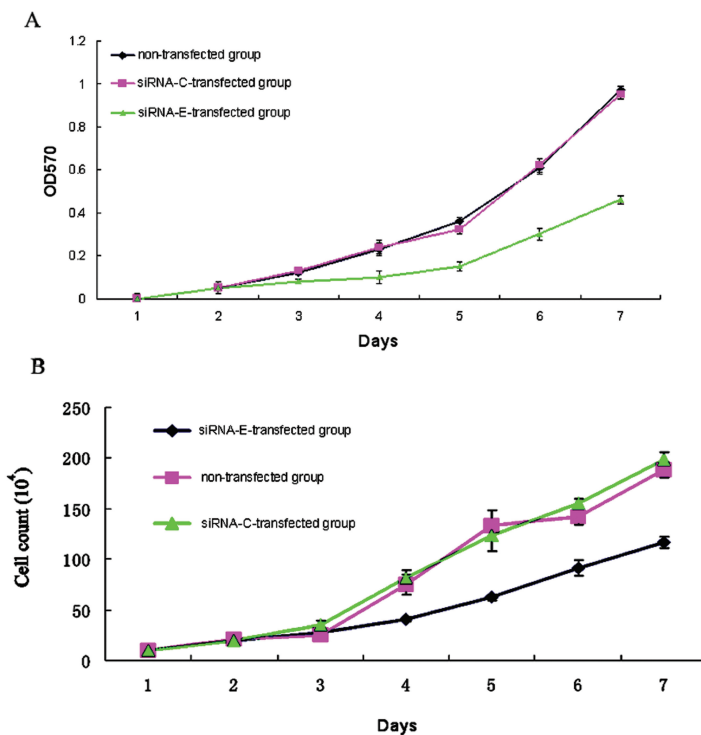 A
1.2
1
0.8
0.6
0.4
0.2
0
OD570
non-transfected group
siRNA-C-transfected group
siRNA-E-transfected group
1 2 3 4 5 6 7
Days
B
250
200
150
100
50
0
Cell count (10⁴)
siRNA-E-transfected group
non-transfected group
siRNA-C-transfected group
1 2 3 4 5 6 7
Days